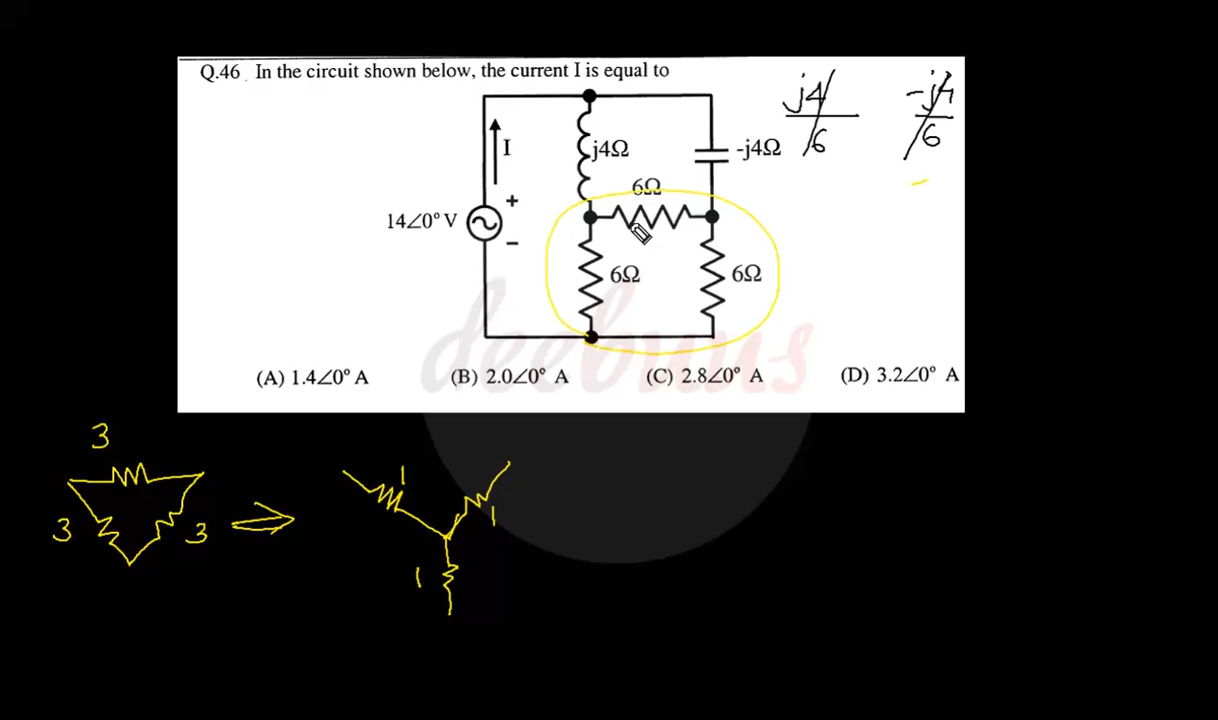 Q.46 In the circuit shown below, the current I is equal to
j4/6 -j4/6
I
j4Ω
-j4Ω
6Ω
14∠0° V
+
-
6Ω
6Ω
deebuus
(A) 1.4∠0° A (B) 2.0∠0° A (C) 2.8∠0° A (D) 3.2∠0° A
3
1
3
3
⇒
1
1